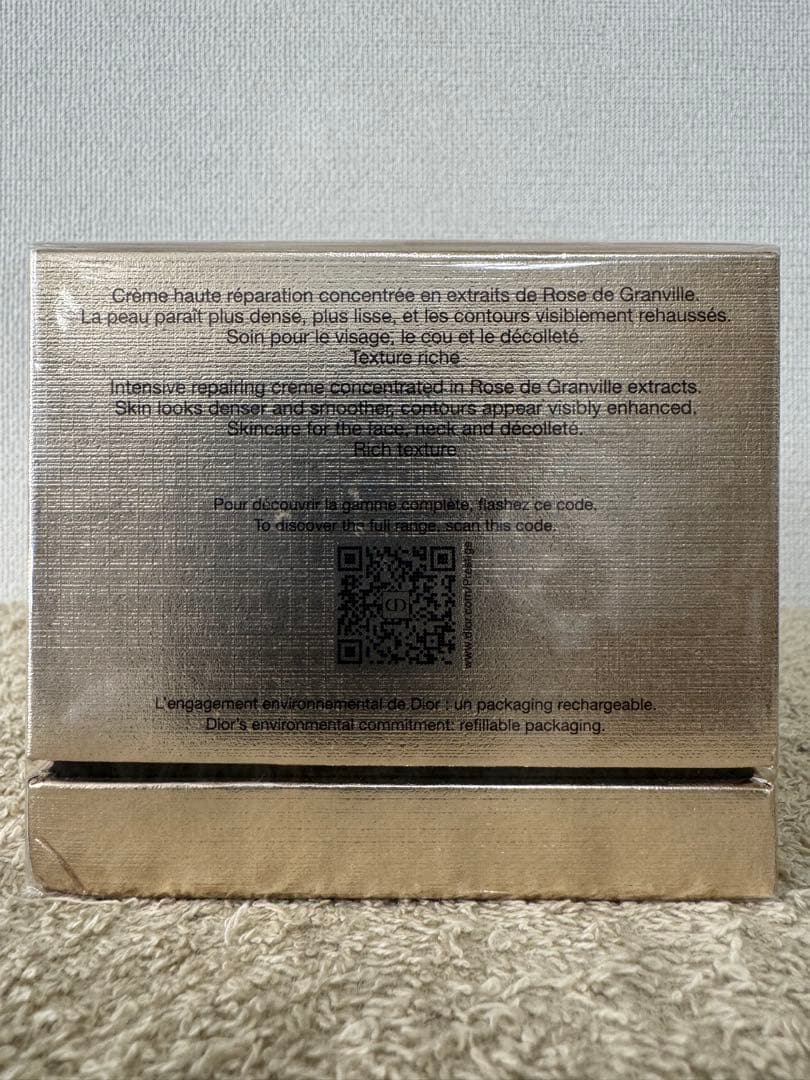 Crème haute réparation concentrée en extraits de Rose de Granville.
La peau paraît plus dense, plus lisse, et les contours visiblement rehaussés.
Soin pour le visage, le cou et le décolleté.
Texture riche
Intensive repairing crème concentrated in Rose de Granville extracts.
Skin looks denser and smoother, contours appear visibly enhanced.
Skincare for the face, neck and décolleté.
Rich texture
Pour découvrir la gamme complète, flashez ce code.
To discover the full range, scan this code.
CD
www.dior.com/Prestige
L'engagement environnemental de Dior : un packaging rechargeable.
Dior's environmental commitment: refillable packaging.